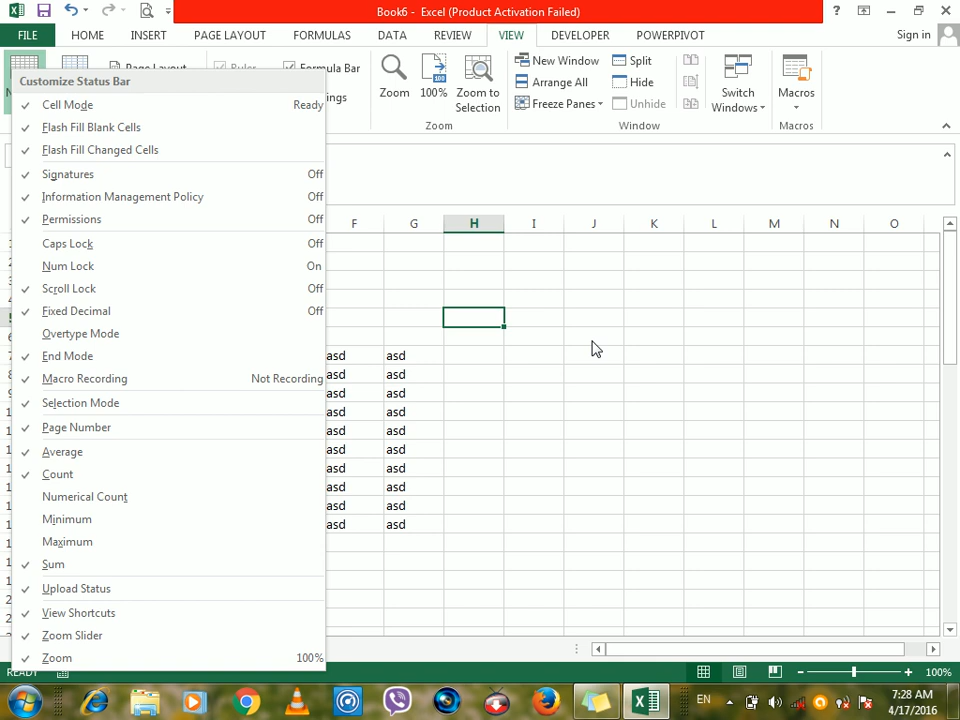 Book6 - Excel (Product Activation Failed)
?
FILE HOME INSERT PAGE LAYOUT FORMULAS DATA REVIEW VIEW DEVELOPER POWERPIVOT Sign in
Page Layout Ruler Formula Bar
Zoom 100% Zoom to Selection
Zoom
New Window Split
Arrange All Hide
Freeze Panes Unhide
Switch Windows
Window
Macros
Macros
Customize Status Bar
Cell Mode Ready
Flash Fill Blank Cells
Flash Fill Changed Cells
Signatures Off
Information Management Policy Off
Permissions Off
Caps Lock Off
Num Lock On
Scroll Lock Off
Fixed Decimal Off
Overtype Mode
End Mode
Macro Recording Not Recording
Selection Mode
Page Number
Average
Count
Numerical Count
Minimum
Maximum
Sum
Upload Status
View Shortcuts
Zoom Slider
Zoom 100%
F G H I J K L M N O
asd asd
asd asd
asd asd
asd asd
asd asd
asd asd
asd asd
asd asd
asd asd
asd asd
READY
100%
EN
7:28 AM
4/17/2016